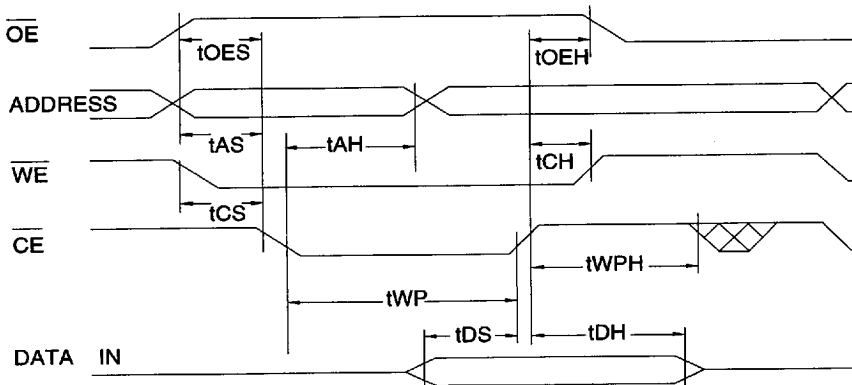 OE
tOES
tOEH
ADDRESS
tAS
tAH
tCH
WE
tCS
CE
tWPH
tWP
tDS
tDH
DATA IN